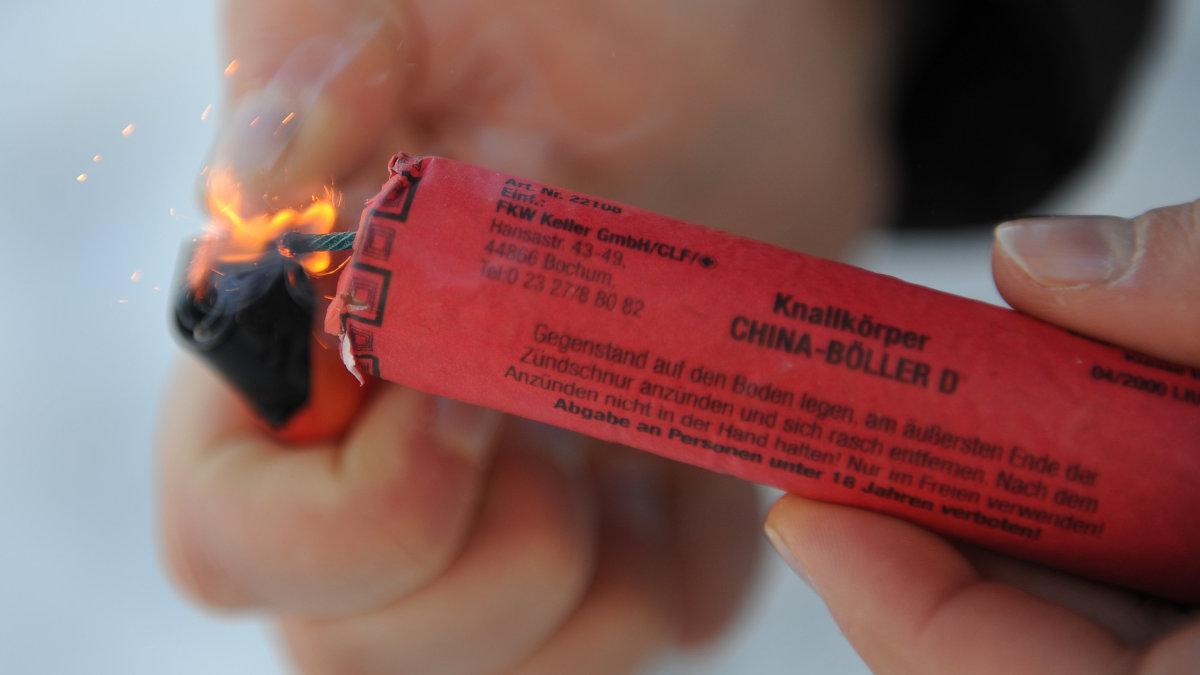 Art. Nr. 22108
Einf.:
FKW Keller GmbH/CLF/
Hansastr. 43-49,
44866 Bochum,
Tel:0 23 27/8 80 82
Knallkörper
CHINA-BÖLLER D
Gegenstand auf den Boden legen, am äußersten Ende der
Zündschnur anzünden und sich rasch entfernen. Nach dem
Anzünden nicht in der Hand halten! Nur im Freien verwenden!
Abgabe an Personen unter 18 Jahren verboten!
04/2000